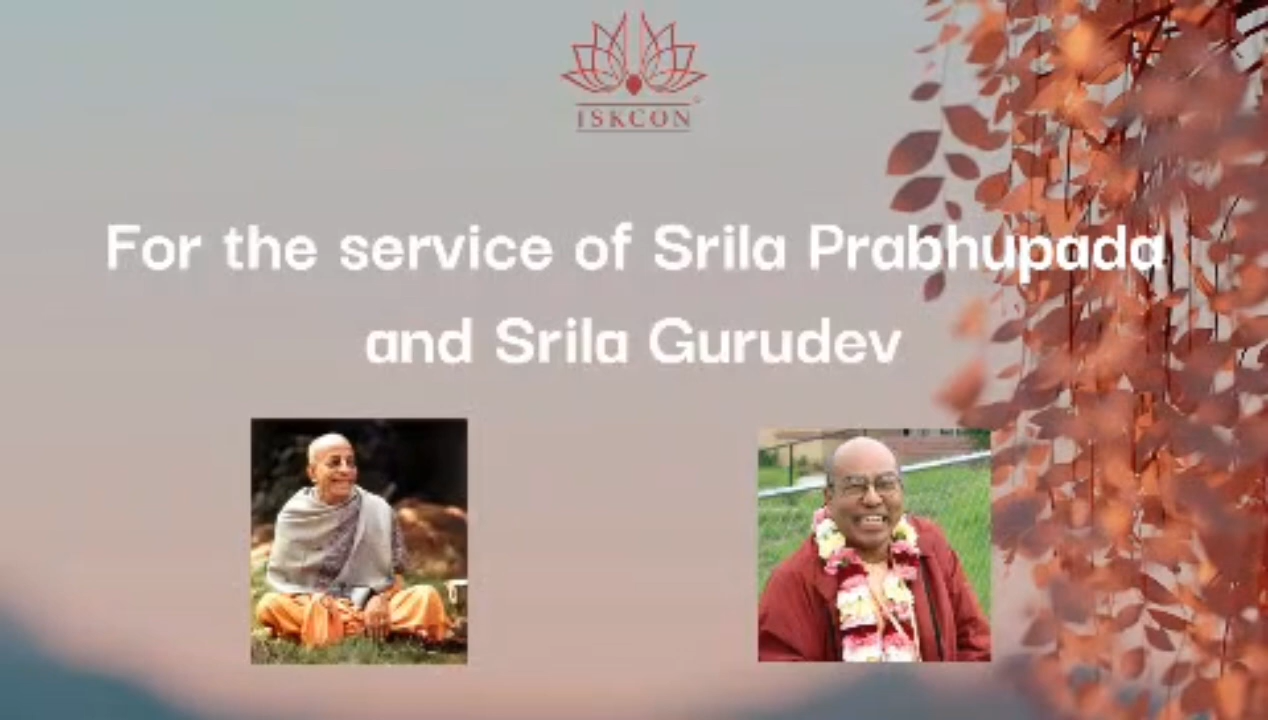 ISKCON
For the service of Srila Prabhupada
and Srila Gurudev